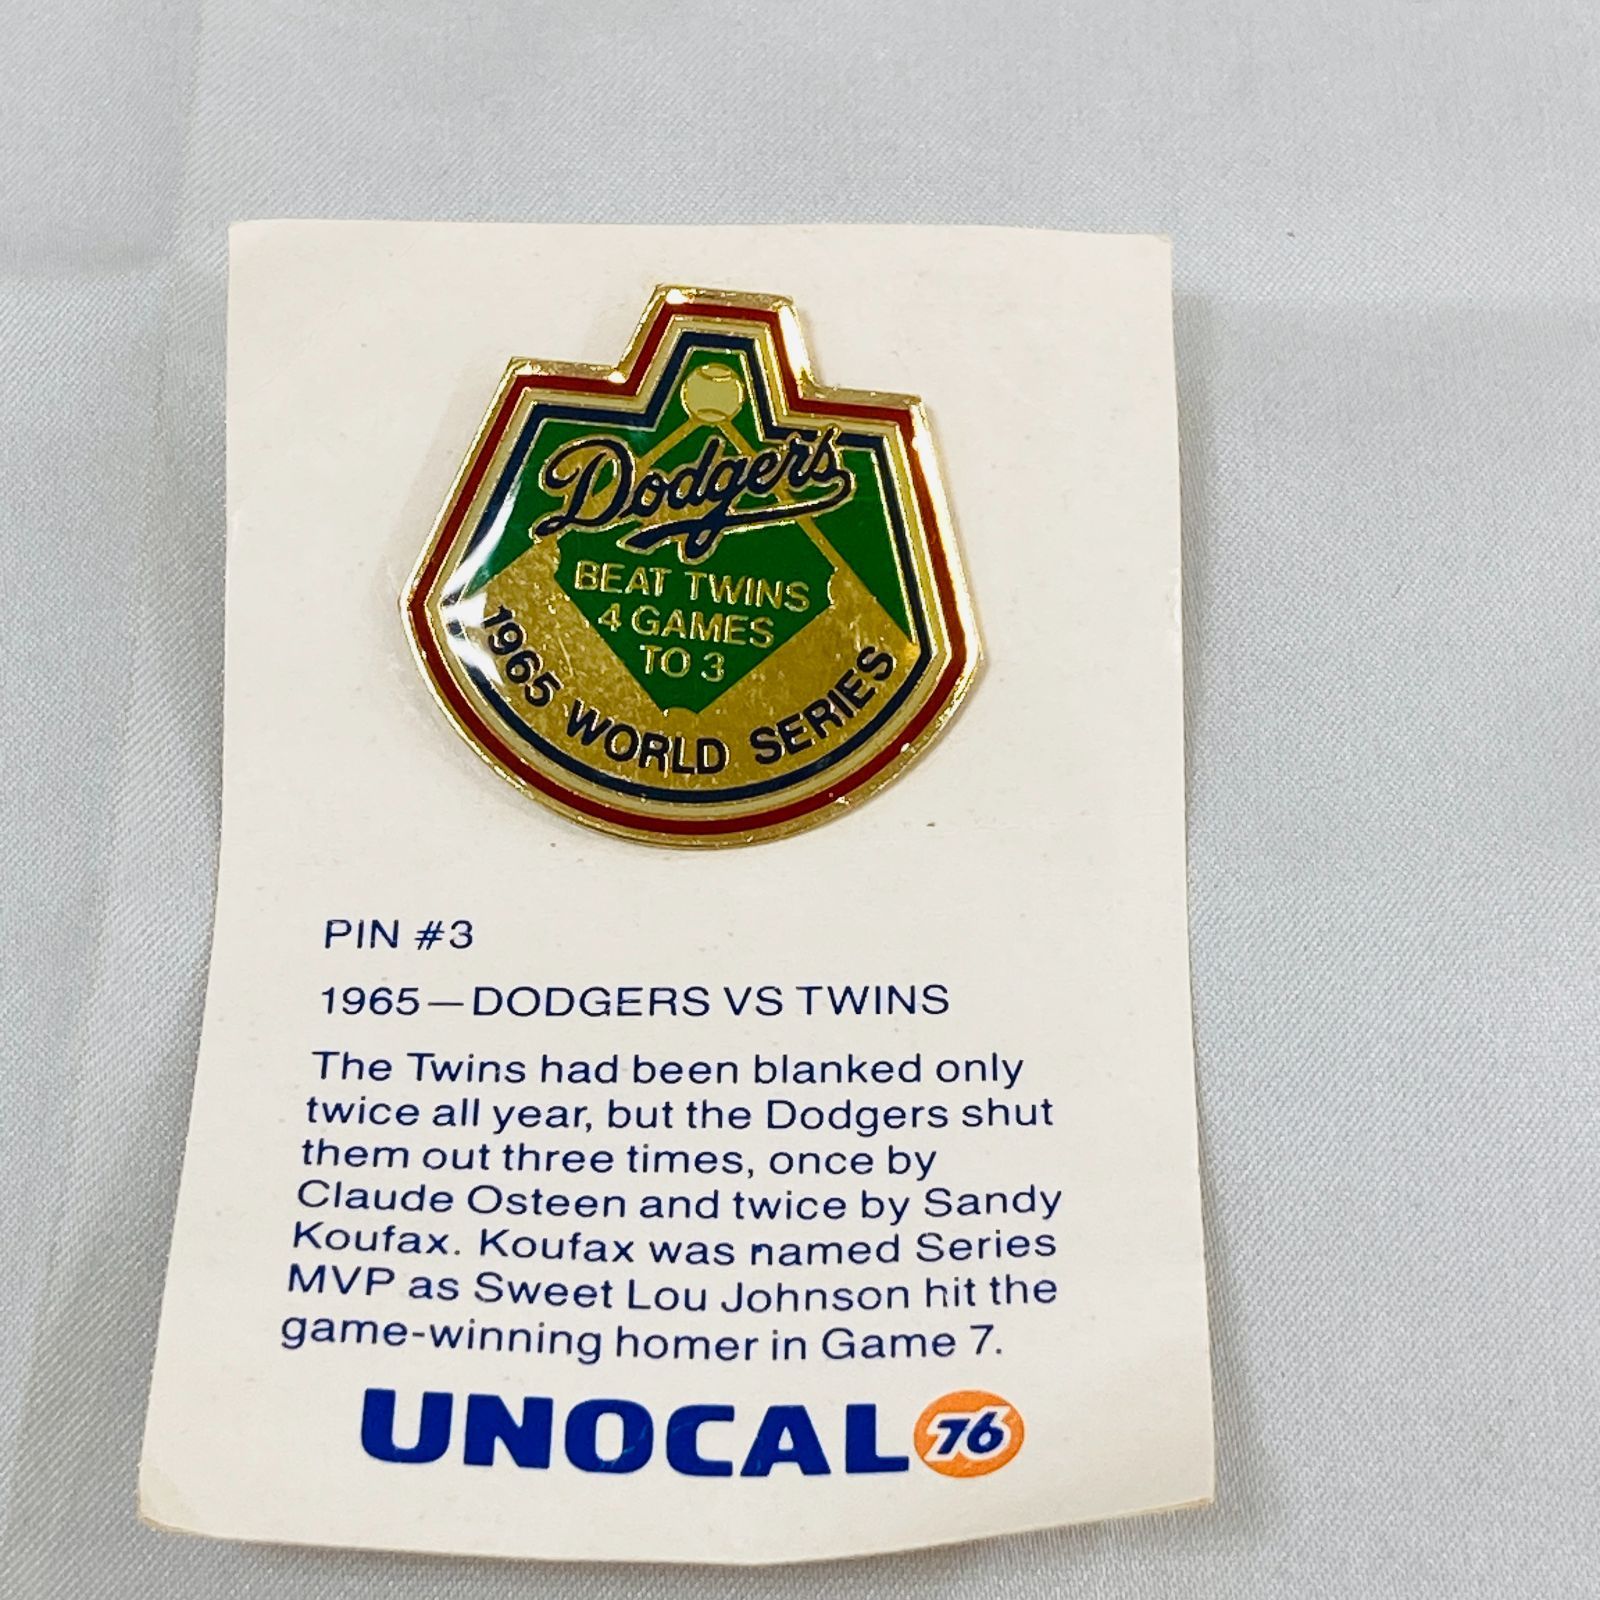 Dodgers
BEAT TWINS
4 GAMES
TO 3
1965 WORLD SERIES
PIN #3
1965—DODGERS VS TWINS
The Twins had been blanked only
twice all year, but the Dodgers shut
them out three times, once by
Claude Osteen and twice by Sandy
Koufax. Koufax was named Series
MVP as Sweet Lou Johnson hit the
game-winning homer in Game 7.
UNOCAL 76